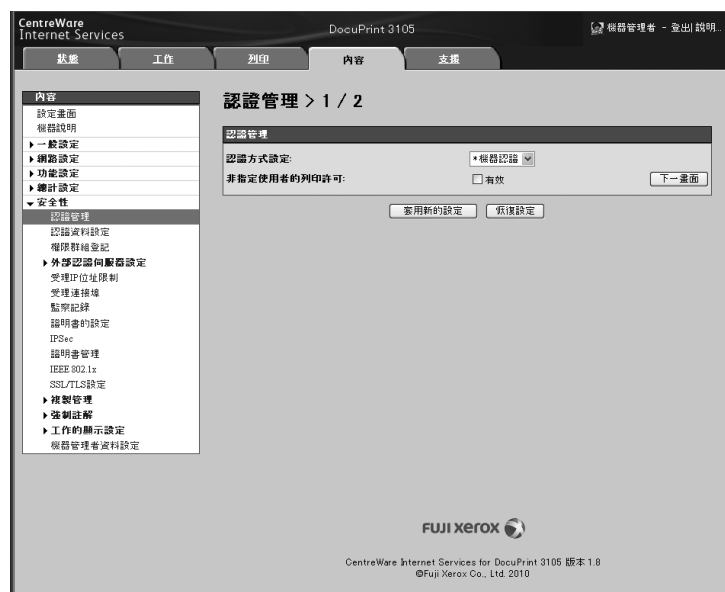 CentreWare
Internet Services
DocuPrint 3105
機器管理者 - 登出|說明...
狀態
工作
列印
內容
支援
內容
設定畫面
機器說明
一般設定
網路設定
功能設定
總計設定
安全性
認證管理
認證資料設定
權限群組登記
外部認證伺服器設定
受理IP位址限制
受理連接埠
監察記錄
證明書的設定
IPSec
證明書管理
IEEE 802.1x
SSL/TLS設定
複製管理
強制註解
工作的顯示設定
機器管理者資料設定
認證管理 > 1 / 2
認證管理
認證方式設定:
*機器認證
非指定使用者的列印許可:
有效
下一畫面
套用新的設定
恢復設定
FUJI xerox
CentreWare Internet Services for DocuPrint 3105 版本 1.8
©Fuji Xerox Co., Ltd. 2010